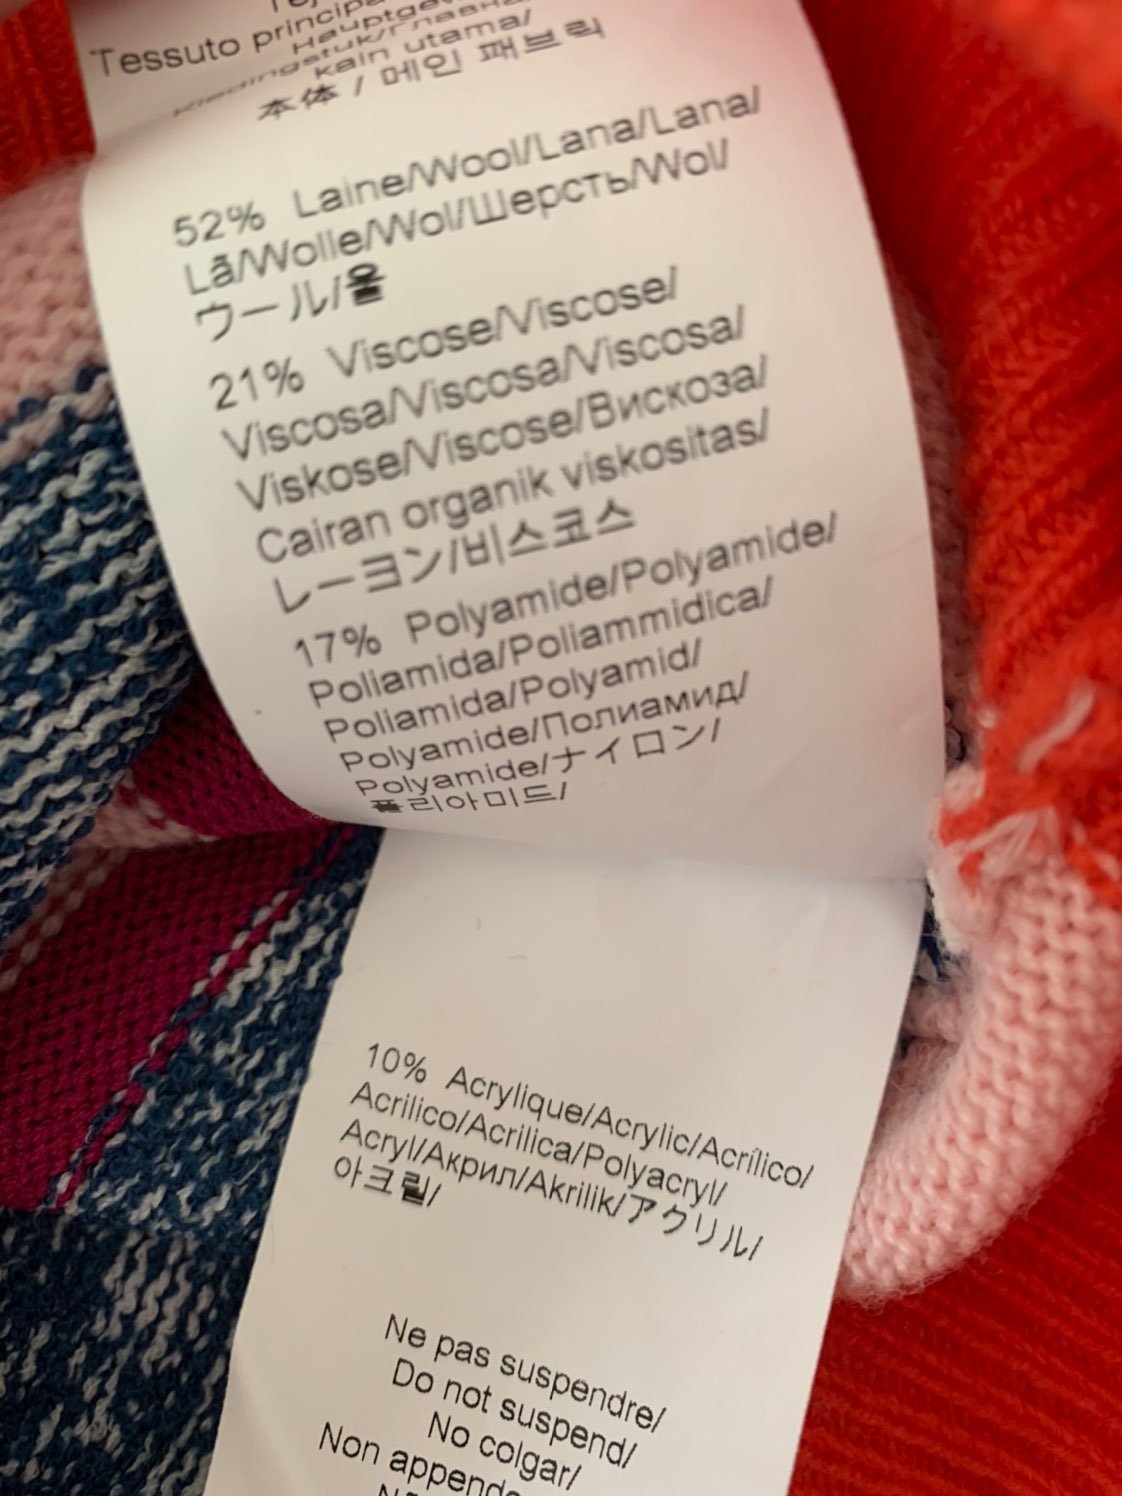 Tessuto principa
Hauptge
Kledingstuk/Главна
kain utama/
本体 / 메인 패브릭
52% Laine/Wool/Lana/Lana/
Lã/Wolle/Wol/Шерсть/Wol/
ウール/울
21% Viscose/Viscose/
Viscosa/Viscosa/Viscosa/
Viskose/Viscose/Вискоза/
Cairan organik viskositas/
レーヨン/비스코스
17% Polyamide/Polyamide/
Poliamida/Poliammidica/
Poliamida/Polyamid/
Polyamide/Полиамид/
Polyamide/ナイロン/
폴리아미드/
10% Acrylique/Acrylic/Acrílico/
Acrilico/Acrilica/Polyacryl/
Acryl/Акрил/Akrilik/アクリル/
아크릴/
Ne pas suspendre/
Do not suspend/
No colgar/
Non appende